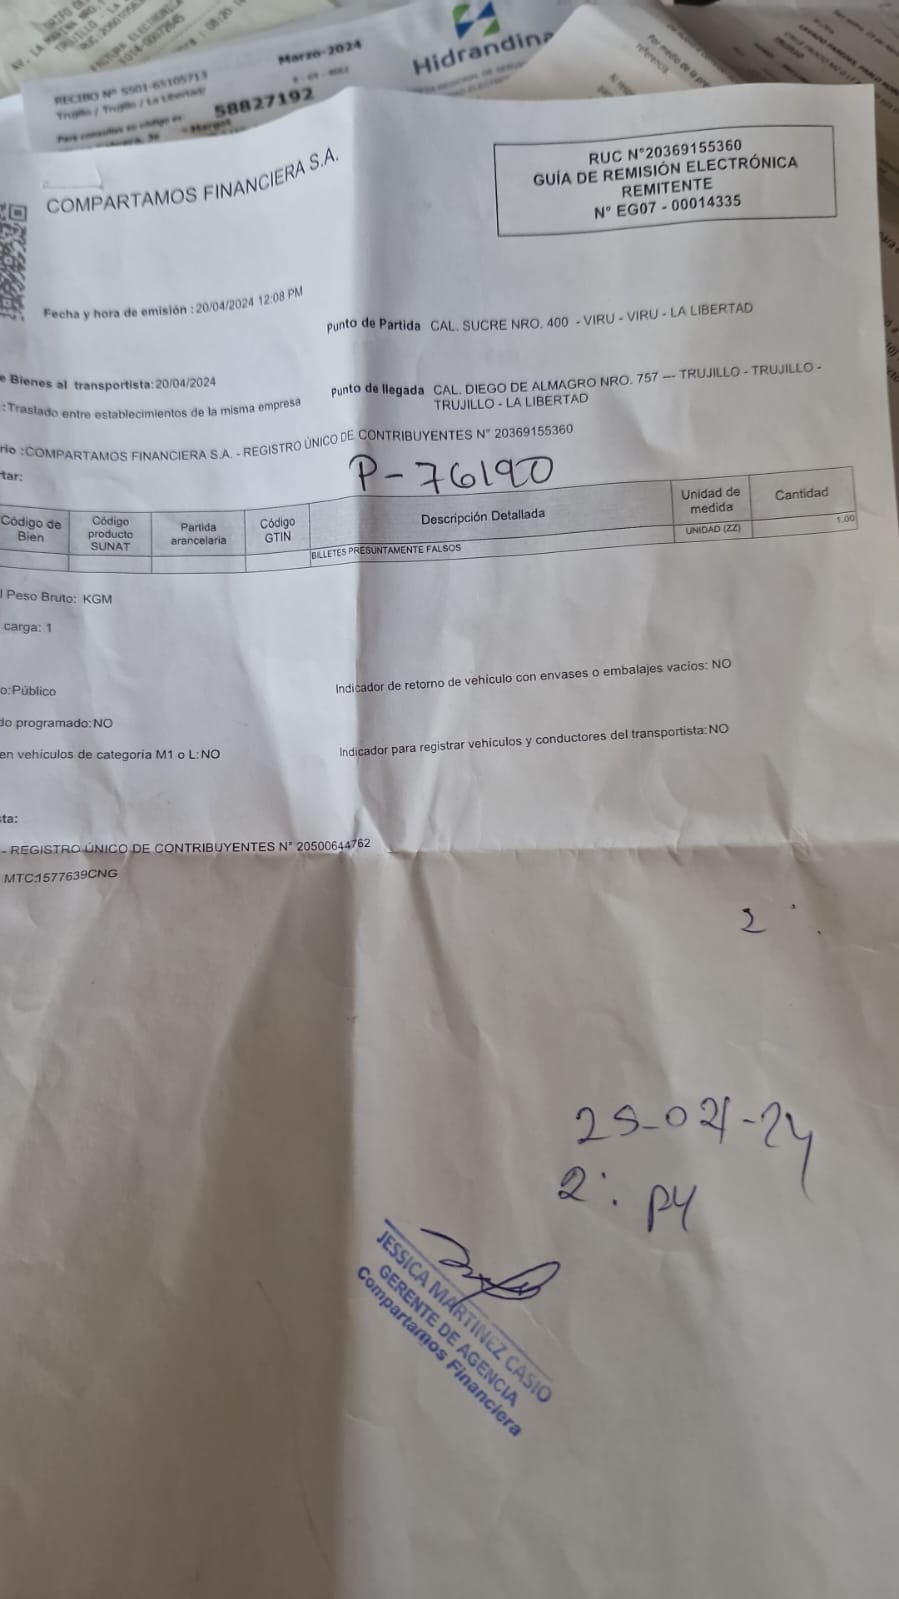 Marzo-2024
Hidrandina
RECIBO N° S501-65105713
Trujillo / Trujillo / La Libertad
58827192
COMPARTAMOS FINANCIERA S.A.
RUC N°20369155360
GUÍA DE REMISIÓN ELECTRÓNICA
REMITENTE
N° EG07 - 00014335
Fecha y hora de emisión : 20/04/2024 12:08 PM
Punto de Partida CAL. SUCRE NRO. 400 - VIRU - VIRU - LA LIBERTAD
e Bienes al transportista: 20/04/2024
Punto de llegada CAL. DIEGO DE ALMAGRO NRO. 757 --- TRUJILLO - TRUJILLO -
TRUJILLO - LA LIBERTAD
:Traslado entre establecimientos de la misma empresa
rio :COMPARTAMOS FINANCIERA S.A. - REGISTRO ÚNICO DE CONTRIBUYENTES N° 20369155360
tar:
P-76190
Código de Bien Código producto SUNAT Partida arancelaria Código GTIN Descripción Detallada Unidad de medida Cantidad
BILLETES PRESUNTAMENTE FALSOS UNIDAD (ZZ) 1.00
l Peso Bruto: KGM
carga: 1
o:Público
Indicador de retorno de vehículo con envases o embalajes vacíos: NO
do programado:NO
en vehículos de categoría M1 o L:NO
Indicador para registrar vehículos y conductores del transportista:NO
ta:
- REGISTRO ÚNICO DE CONTRIBUYENTES N° 20500644762
MTC:1577639CNG
2
24
JESSICA MARTINEZ CASIO
GERENTE DE AGENCIA
Compartamos Financiera